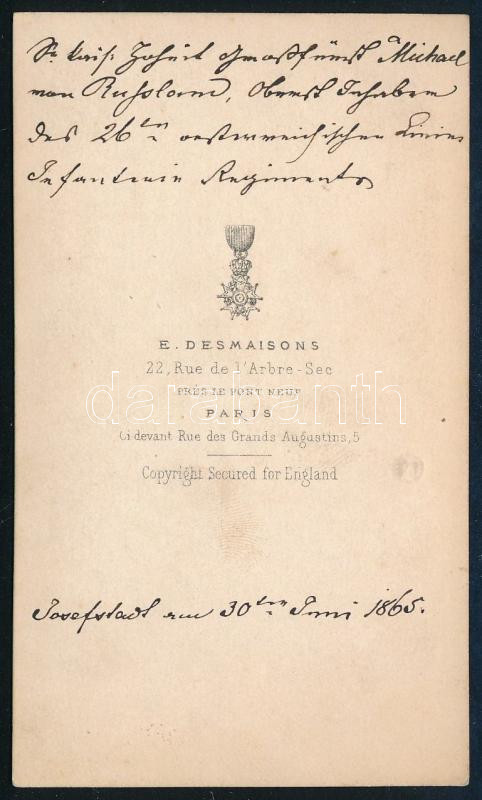 Sr. kais. Hoheit Grossfürst Michael
von Russland, Oberst Inhaber
des 26ten oesterreichischen Linien
Infanterie Regiments
E. DESMAISONS
22, Rue de l'Arbre-Sec
PRÈS LE PONT NEUF
PARIS
Ci devant Rue des Grands Augustins, 5
Copyright Secured for England
darabanth
Josefstadt am 30ten Juni 1865.